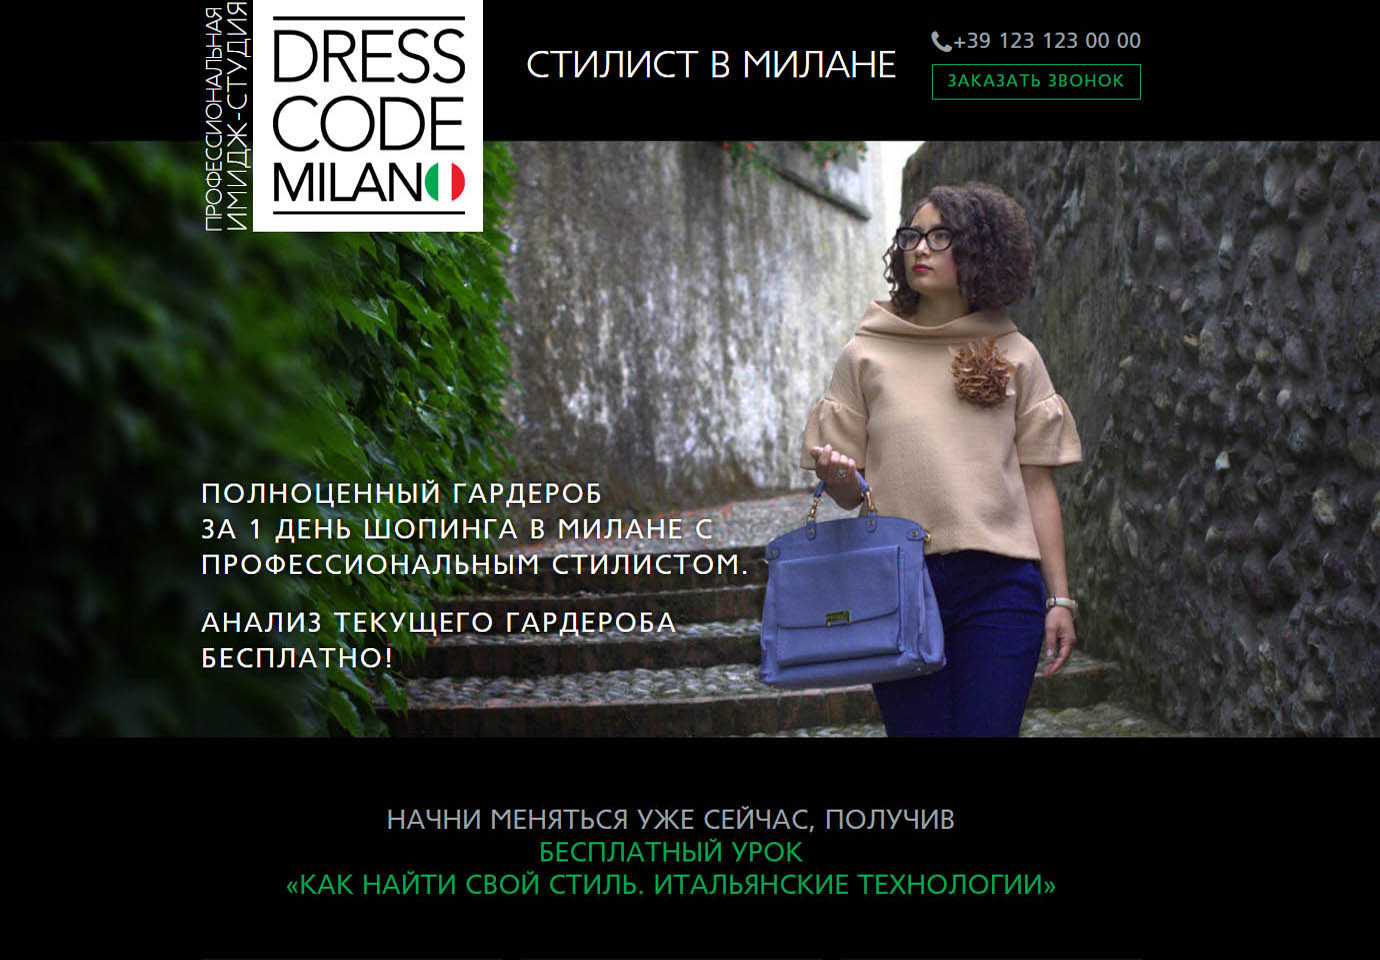 ПРОФЕССИОНАЛЬНАЯ
ИМИДЖ-СТУДИЯ
DRESS
CODE
MILANO
СТИЛИСТ В МИЛАНЕ
+39 123 123 00 00
ЗАКАЗАТЬ ЗВОНОК
ПОЛНОЦЕННЫЙ ГАРДЕРОБ
ЗА 1 ДЕНЬ ШОПИНГА В МИЛАНЕ С
ПРОФЕССИОНАЛЬНЫМ СТИЛИСТОМ.
АНАЛИЗ ТЕКУЩЕГО ГАРДЕРОБА
БЕСПЛАТНО!
НАЧНИ МЕНЯТЬСЯ УЖЕ СЕЙЧАС, ПОЛУЧИВ
БЕСПЛАТНЫЙ УРОК
«КАК НАЙТИ СВОЙ СТИЛЬ. ИТАЛЬЯНСКИЕ ТЕХНОЛОГИИ»